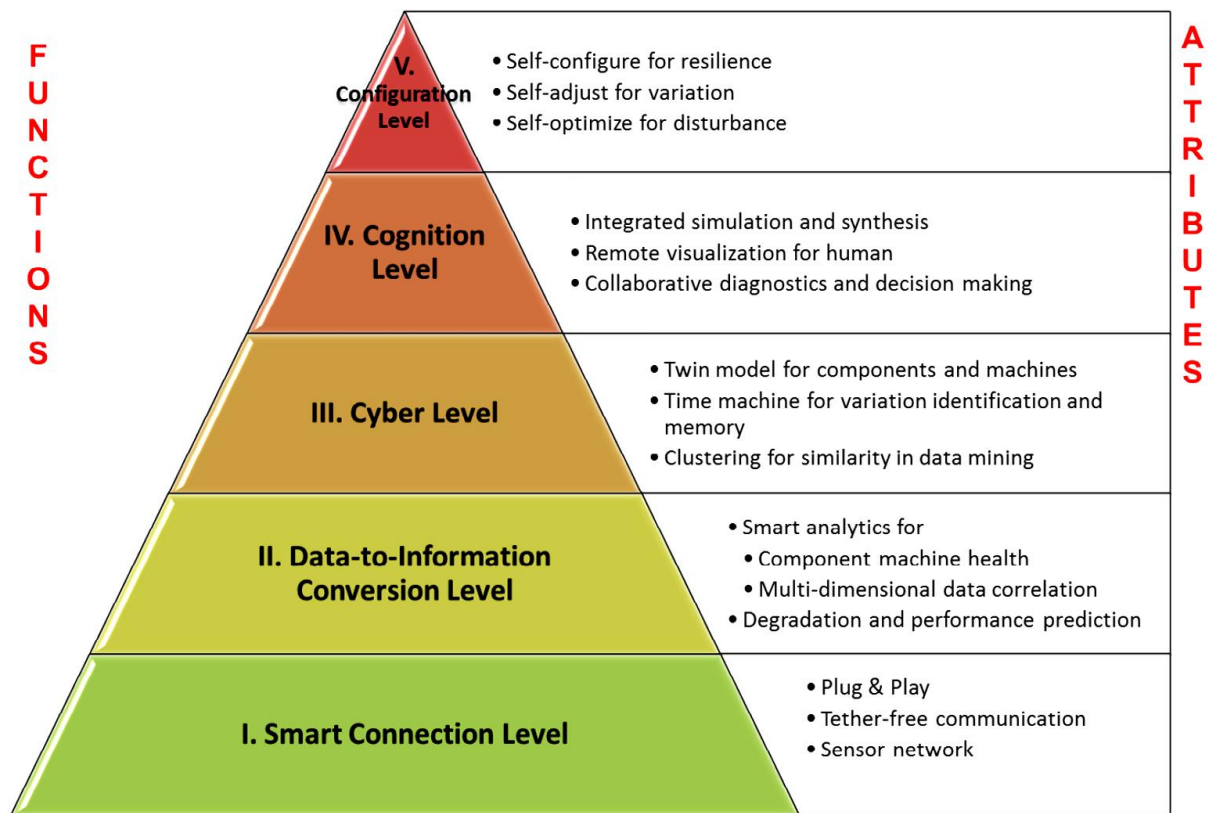 FUNCTIONS
ATTRIBUTES
V.
Configuration
Level
• Self-configure for resilience
• Self-adjust for variation
• Self-optimize for disturbance
IV. Cognition
Level
• Integrated simulation and synthesis
• Remote visualization for human
• Collaborative diagnostics and decision making
III. Cyber Level
• Twin model for components and machines
• Time machine for variation identification and
memory
• Clustering for similarity in data mining
II. Data-to-Information
Conversion Level
• Smart analytics for
• Component machine health
• Multi-dimensional data correlation
• Degradation and performance prediction
I. Smart Connection Level
• Plug & Play
• Tether-free communication
• Sensor network